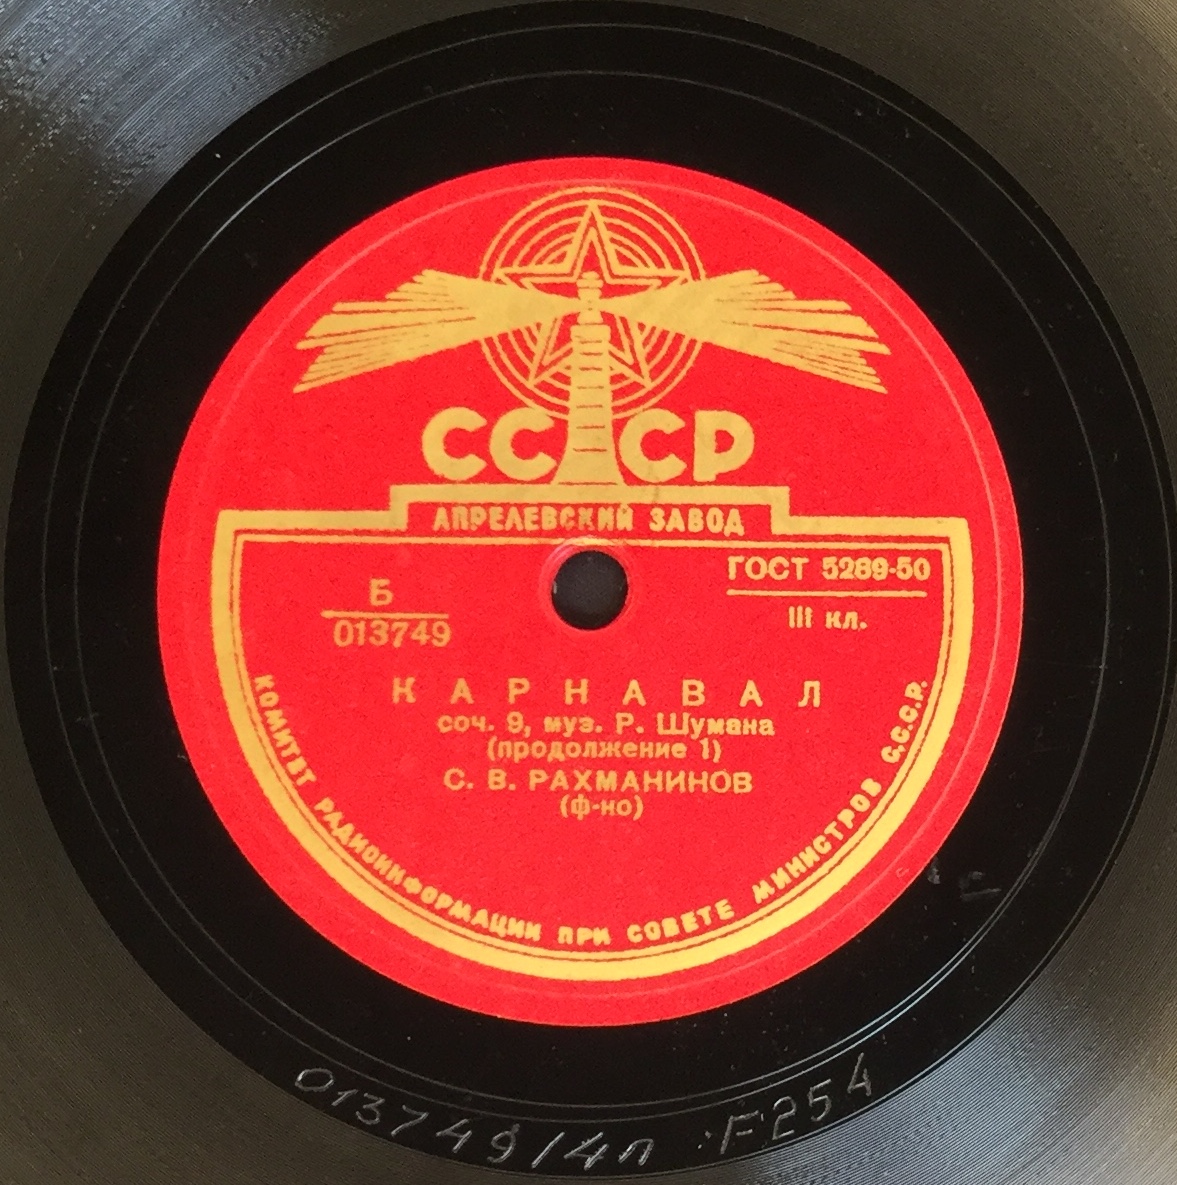 СССР
АПРЕЛЕВСКИЙ ЗАВОД
ГОСТ 5289-50
III кл.
Б
013749
КАРНАВАЛ
соч. 9, муз. Р. Шумана
(продолжение 1)
С. В. РАХМАНИНОВ
(ф-но)
КОМИТЕТ РАДИОИНФОРМАЦИИ ПРИ СОВЕТЕ МИНИСТРОВ С.С.С.Р.
013749/4л F254